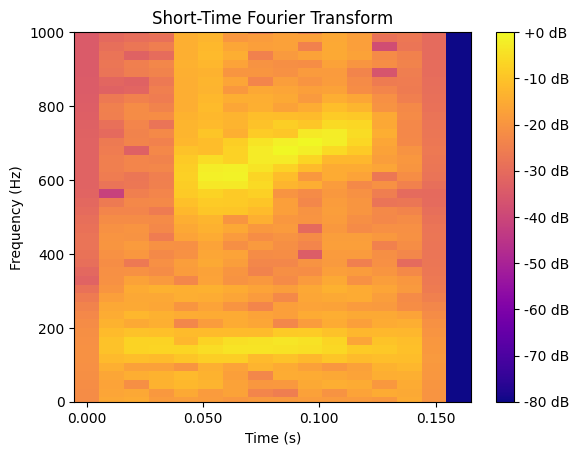 Short-Time Fourier Transform
1000
800
600
400
200
0
Frequency (Hz)
0.000
0.050
0.100
0.150
Time (s)
+0 dB
-10 dB
-20 dB
-30 dB
-40 dB
-50 dB
-60 dB
-70 dB
-80 dB